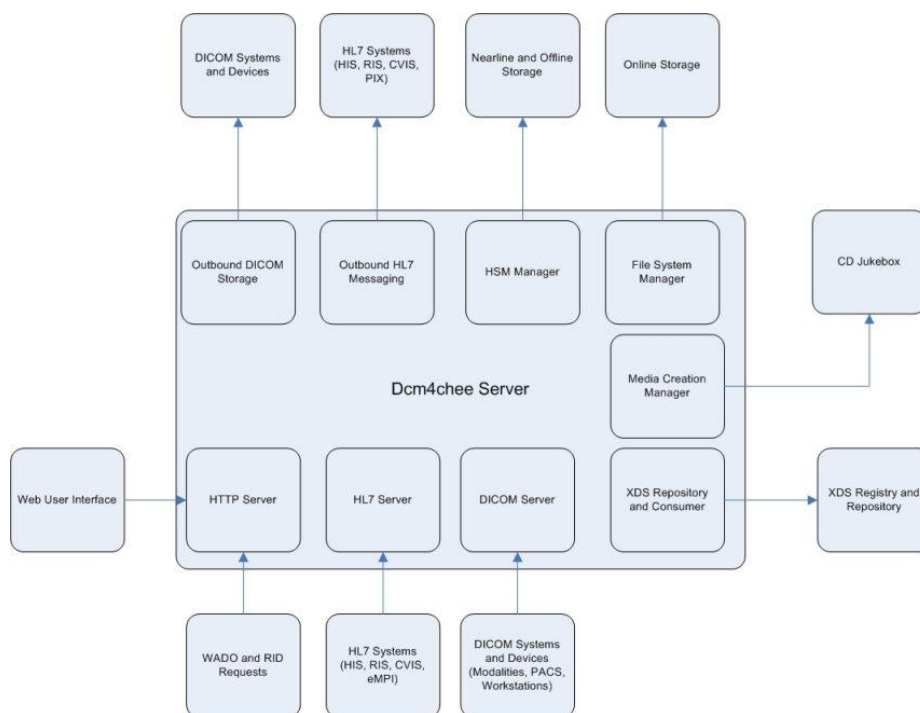 DICOM Systems
and Devices
HL7 Systems
(HIS, RIS, CVIS,
PIX)
Nearline and Offline
Storage
Online Storage
Outbound DICOM
Storage
Outbound HL7
Messaging
HSM Manager
File System
Manager
CD Jukebox
Media Creation
Manager
Dcm4chee Server
Web User Interface
HTTP Server
HL7 Server
DICOM Server
XDS Repository
and Consumer
XDS Registry and
Repository
WADO and RID
Requests
HL7 Systems
(HIS, RIS, CVIS,
eMPI)
DICOM Systems
and Devices
(Modalities, PACS,
Workstations)